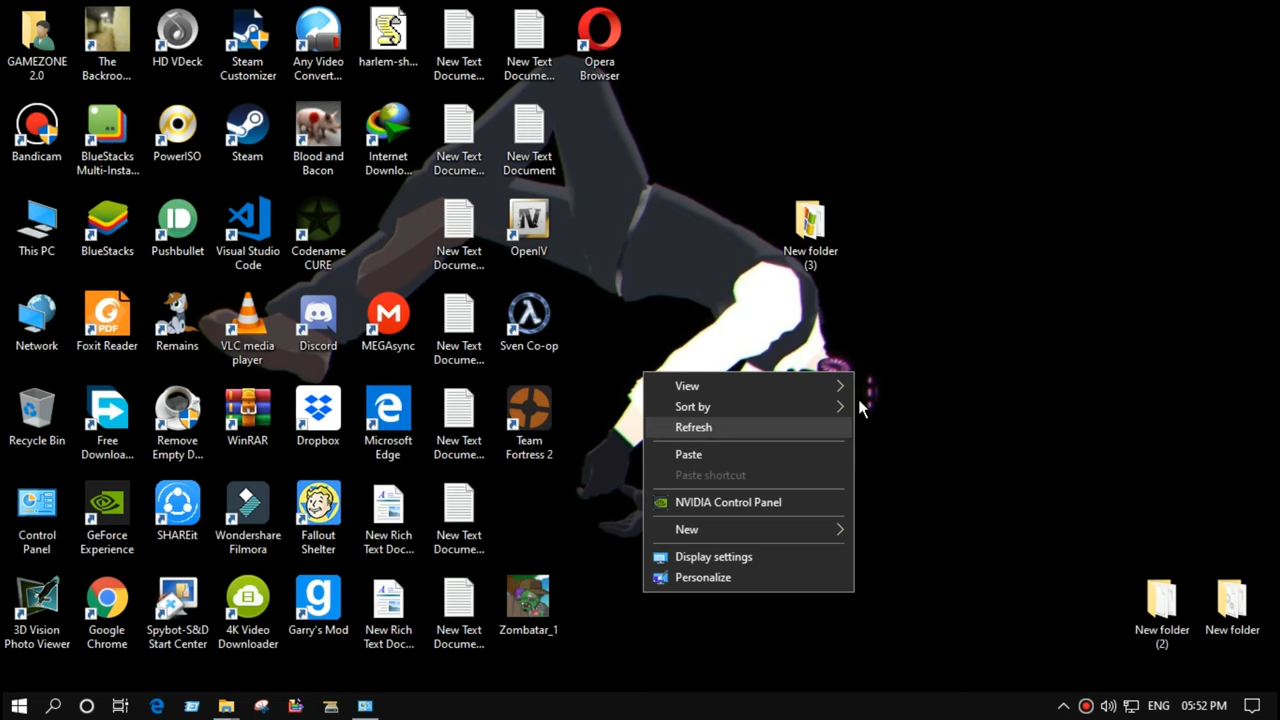 GAMEZONE
2.0
The
Backroo...
HD VDeck
Steam
Customizer
Any Video
Convert...
harlem-sh...
New Text
Docume...
New Text
Docume...
Opera
Browser
Bandicam
BlueStacks
Multi-Insta...
PowerISO
Steam
Blood and
Bacon
Internet
Downlo...
New Text
Docume...
New Text
Document
This PC
BlueStacks
Pushbullet
Visual Studio
Code
Codename
CURE
New Text
Docume...
OpenIV
New folder
(3)
Network
PDF
Foxit Reader
Remains
VLC media
player
Discord
MEGAsync
New Text
Docume...
Sven Co-op
Recycle Bin
Free
Downloa...
Remove
Empty D...
WinRAR
Dropbox
Microsoft
Edge
New Text
Docume...
Team
Fortress 2
Control
Panel
GeForce
Experience
SHAREit
Wondershare
Filmora
Fallout
Shelter
New Rich
Text Doc...
New Text
Docume...
3D Vision
Photo Viewer
Google
Chrome
Spybot-S&D
Start Center
4K Video
Downloader
Garry's Mod
New Rich
Text Doc...
New Text
Docume...
Zombatar_1
New folder
(2)
New folder
View
Sort by
Refresh
Paste
Paste shortcut
NVIDIA Control Panel
New
Display settings
Personalize
ENG 05:52 PM